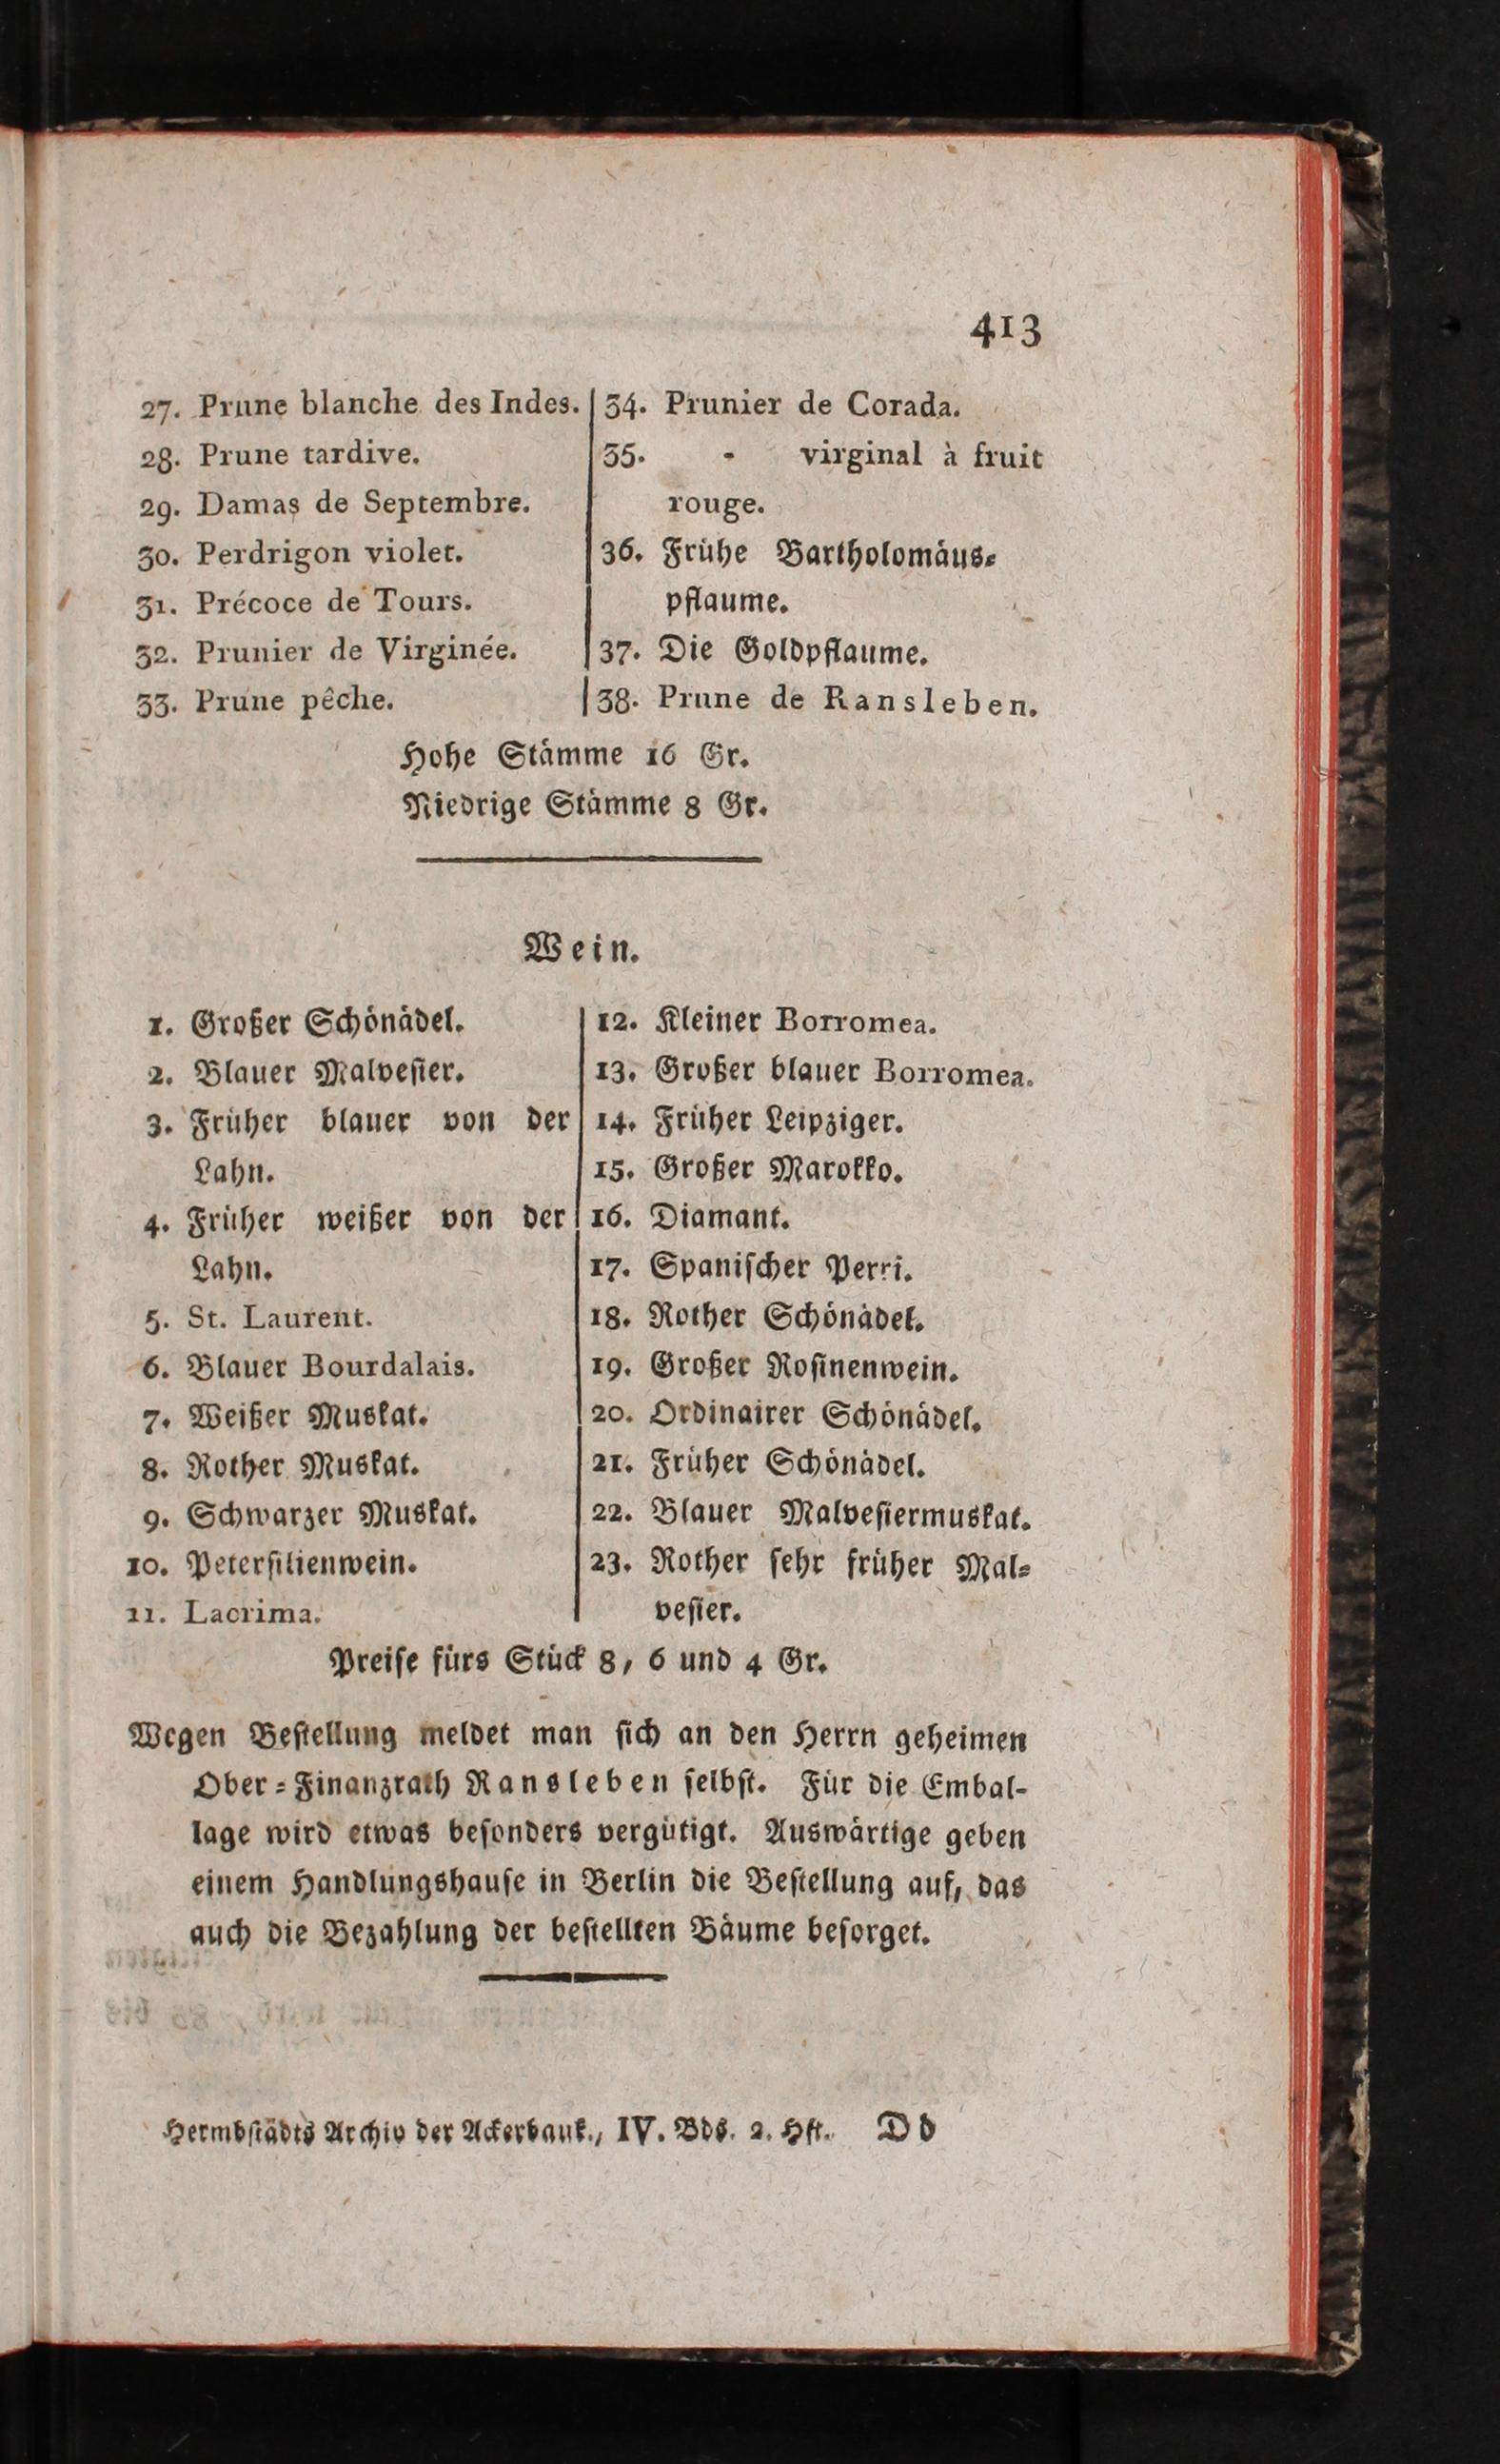 413
27. Prune blanche des Indes.
28. Prune tardive.
29. Damas de Septembre.
30. Perdrigon violet.
31. Précoce de Tours.
32. Prunier de Virginée.
33. Prune pêche.
34. Prunier de Corada.
35. - virginal à fruit
rouge.
36. Frühe Bartholomäus⸗
pflaume.
37. Die Goldpflaume.
38. Prune de Ransleben.
Hohe Stämme 16 Gr.
Niedrige Stämme 8 Gr.
Wein.
1. Großer Schönädel.
2. Blauer Malveſier.
3. Früher blauer von der
Lahn.
4. Früher weißer von der
Lahn.
5. St. Laurent.
6. Blauer Bourdalais.
7. Weißer Muskat.
8. Rother Muskat.
9. Schwarzer Muskat.
10. Peterſilienwein.
11. Lacrima.
12. Kleiner Borromea.
13. Großer blauer Borromea.
14. Früher Leipziger.
15. Großer Marokko.
16. Diamant.
17. Spaniſcher Perri.
18. Rother Schönädel.
19. Großer Roſinenwein.
20. Ordinairer Schönädel.
21. Früher Schönädel.
22. Blauer Malveſiermuskat.
23. Rother ſehr früher Mal⸗
veſier.
Preiſe fürs Stück 8, 6 und 4 Gr.
Wegen Beſtellung meldet man ſich an den Herrn geheimen
Ober⸗Finanzrath Ransleben ſelbſt. Für die Embal-
lage wird etwas beſonders vergütigt. Auswärtige geben
einem Handlungshauſe in Berlin die Beſtellung auf, das
auch die Bezahlung der beſtellten Bäume beſorget.
Hermbſtädts Archiv der Ackerbauk., IV. Bds. 2. Hft. Dd